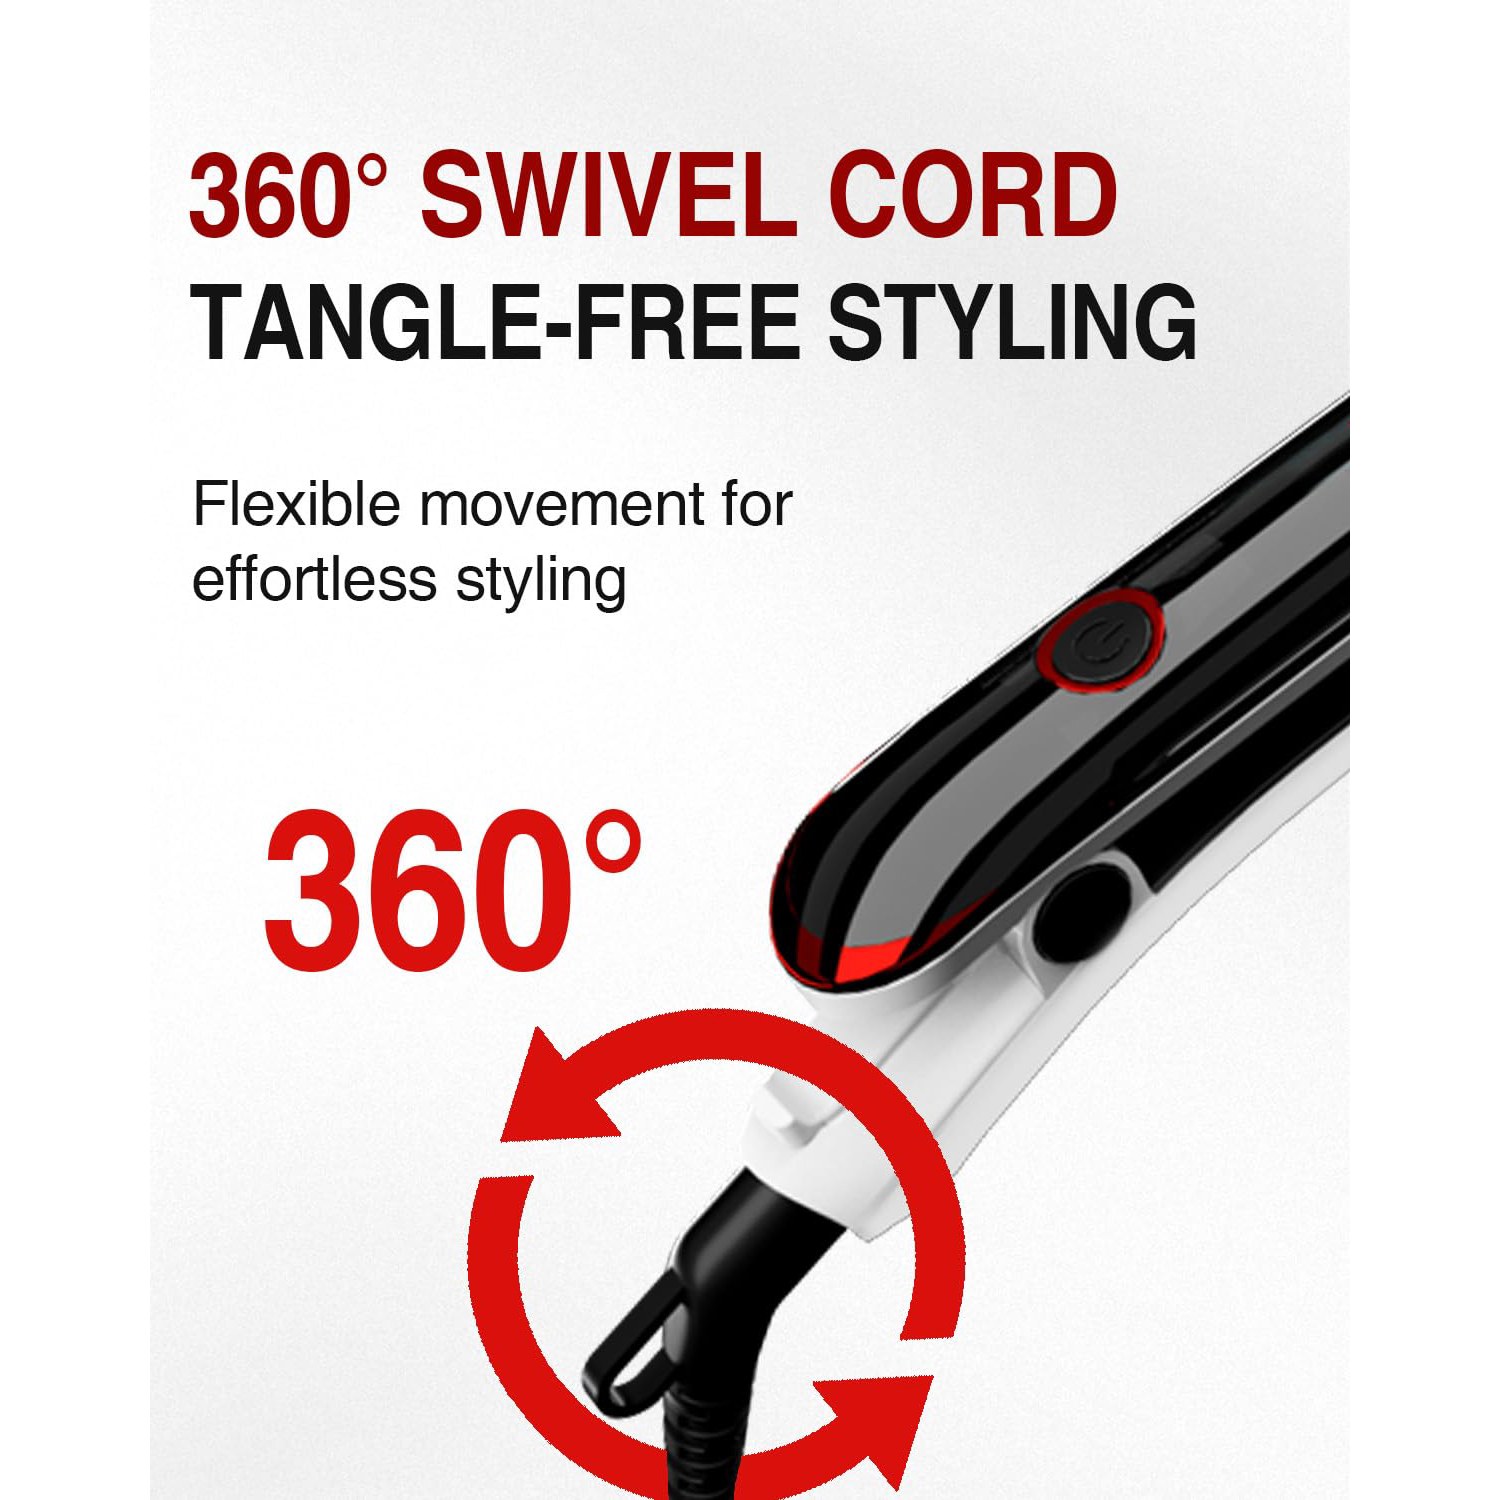 360° SWIVEL CORD
TANGLE-FREE STYLING
Flexible movement for
effortless styling
360°